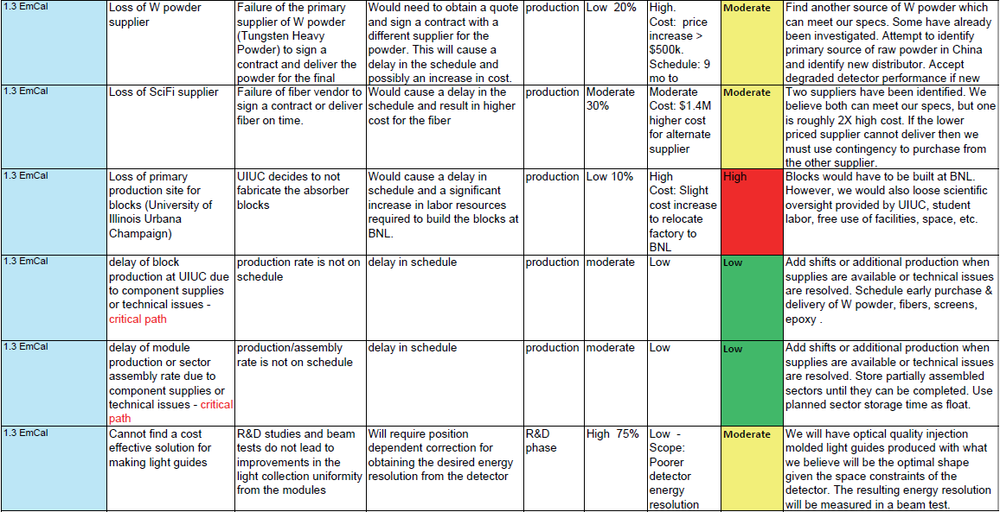 1.3 EmCal
Loss of W powder
supplier
Failure of the primary
supplier of W powder
(Tungsten Heavy
Powder) to sign a
contract and deliver the
powder for the final
Would need to obtain a quote
and sign a contract with a
different supplier for the
powder. This will cause a
delay in the schedule and
possibly an increase in cost.
production
Low 20%
High.
Cost: price
increase >
$500k.
Schedule: 9
mo to
Moderate
Find another source of W powder which
can meet our specs. Some have already
been investigated. Attempt to identify
primary source of raw powder in China
and identify new distributor. Accept
degraded detector performance if new
1.3 EmCal
Loss of SciFi supplier
Failure of fiber vendor to
sign a contract or deliver
fiber on time.
Would cause a delay in the
schedule and result in higher
cost for the fiber
production
Moderate
30%
Moderate
Cost: $1.4M
higher cost
for alternate
supplier
Moderate
Two suppliers have been identified. We
believe both can meet our specs, but one
is roughly 2X high cost. If the lower
priced supplier cannot deliver then we
must use contingency to purchase from
the other supplier.
1.3 EmCal
Loss of primary
production site for
blocks (University of
Illinois Urbana
Champaign)
UIUC decides to not
fabricate the absorber
blocks
Would cause a delay in
schedule and a significant
increase in labor resources
required to build the blocks at
BNL.
production
Low 10%
High
Cost: Slight
cost increase
to relocate
factory to
BNL
High
Blocks would have to be built at BNL.
However, we would also loose scientific
oversight provided by UIUC, student
labor, free use of facilities, space, etc.
1.3 EmCal
delay of block
production at UIUC due
to component supplies
or technical issues -
critical path
production rate is not on
schedule
delay in schedule
production
moderate
Low
Low
Add shifts or additional production when
supplies are available or technical issues
are resolved. Schedule early purchase &
delivery of W powder, fibers, screens,
epoxy .
1.3 EmCal
delay of module
production or sector
assembly rate due to
component supplies or
technical issues - critical
path
production/assembly
rate is not on schedule
delay in schedule
production
moderate
Low
Low
Add shifts or additional production when
supplies are available or technical issues
are resolved. Store partially assembled
sectors until they can be completed. Use
planned sector storage time as float.
1.3 EmCal
Cannot find a cost
effective solution for
making light guides
R&D studies and beam
tests do not lead to
improvements in the
light collection uniformity
from the modules
Will require position
dependent correction for
obtaining the desired energy
resolution from the detector
R&D
phase
High 75%
Low -
Scope:
Poorer
detector
energy
resolution
Moderate
We will have optical quality injection
molded light guides produced with what
we believe will be the optimal shape
given the space constraints of the
detector. The resulting energy resolution
will be measured in a beam test.